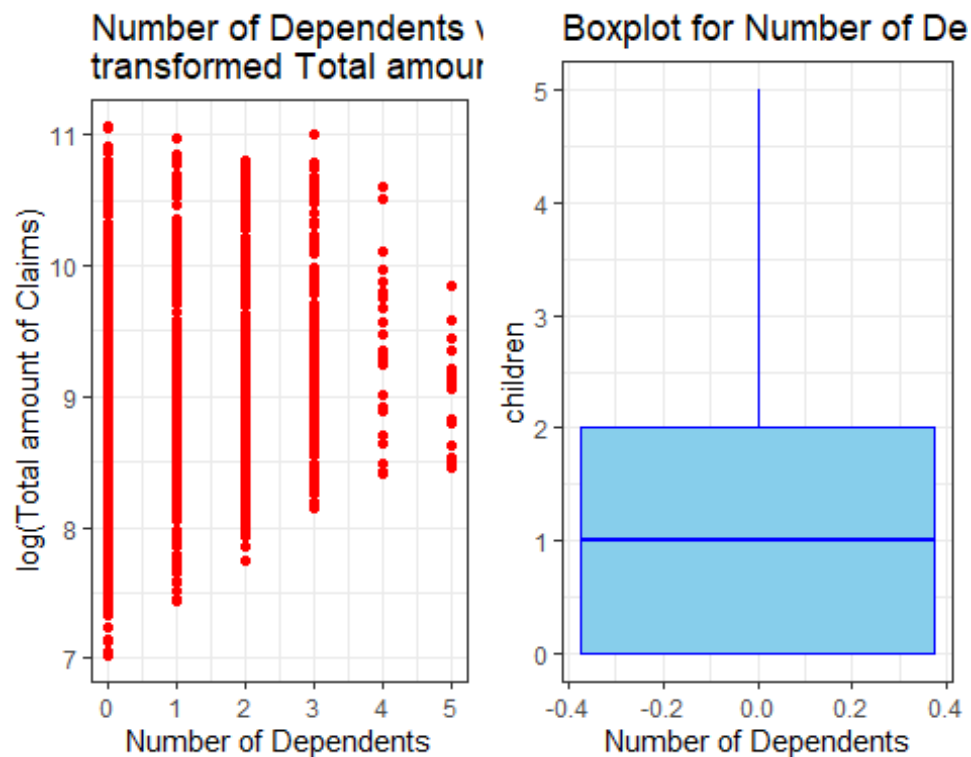 Number of Dependents v
transformed Total amour
log(Total amount of Claims)
11
10
9
8
7
0 1 2 3 4 5
Number of Dependents
Boxplot for Number of De
children
5
4
3
2
1
0
-0.4 -0.2 0.0 0.2 0.4
Number of Dependents